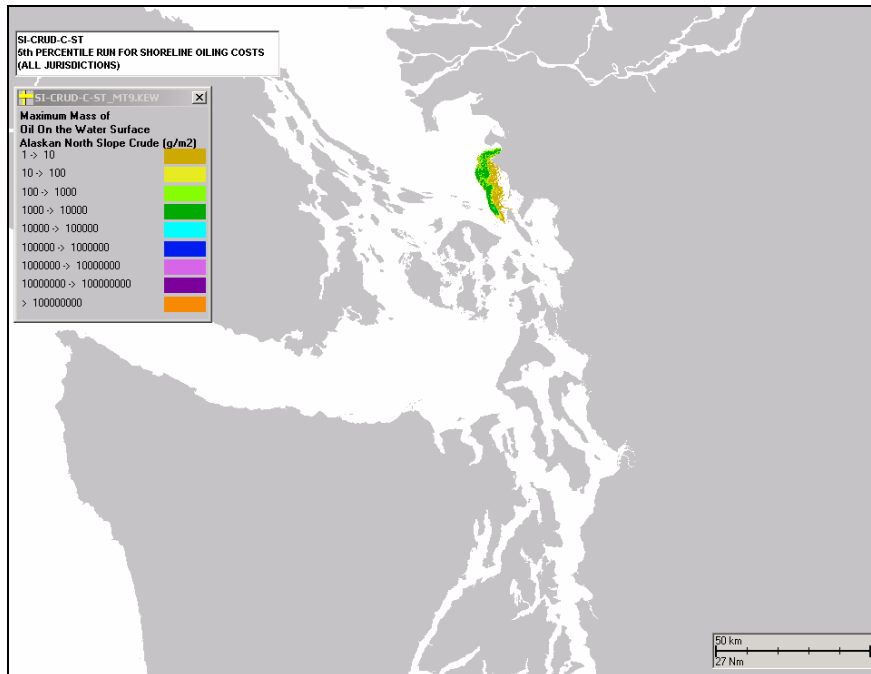 SI-CRUD-C-ST
5th PERCENTILE RUN FOR SHORELINE OILING COSTS
(ALL JURISDICTIONS)
SI-CRUD-C-ST_MT9.KEW
Maximum Mass of
Oil On the Water Surface
Alaskan North Slope Crude (g/m2)
1 -> 10
10 -> 100
100 -> 1000
1000 -> 10000
10000 -> 100000
100000 -> 1000000
1000000 -> 10000000
10000000 -> 100000000
> 100000000
50 km
27 Nm